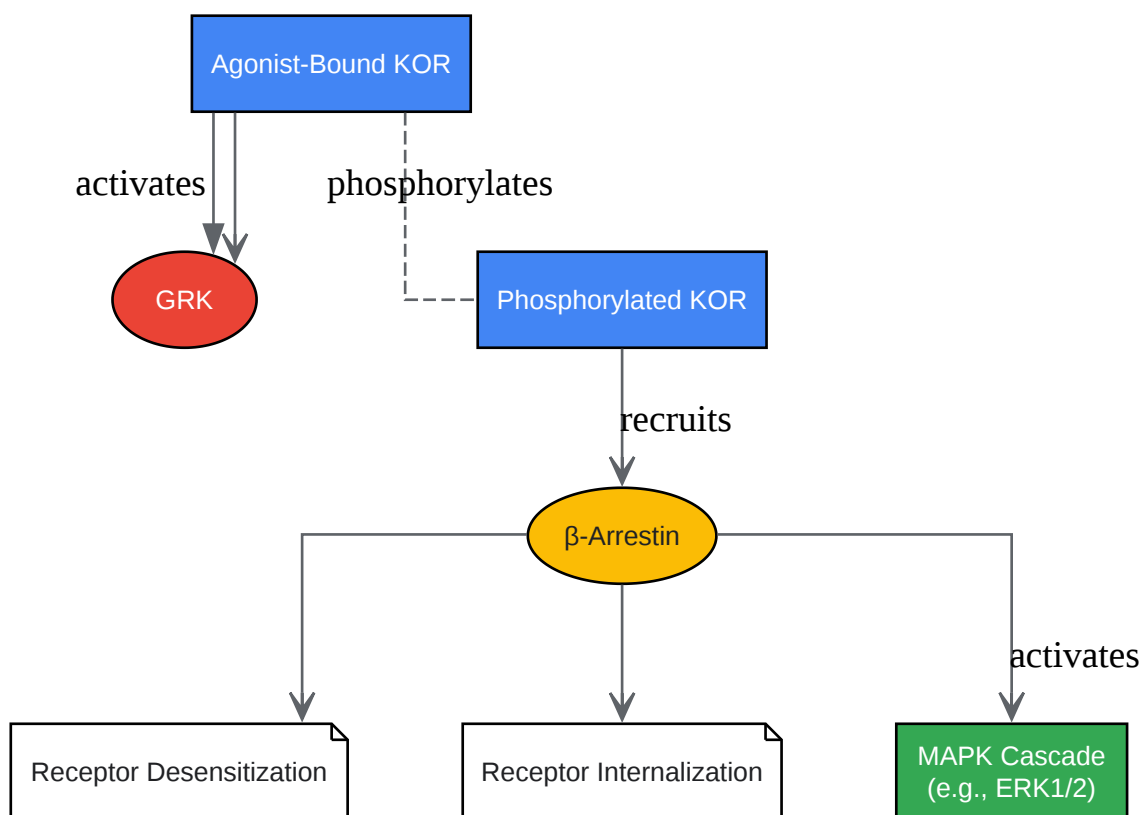 Agonist-Bound KOR
activates
phosphorylates
GRK
Phosphorylated KOR
recruits
β-Arrestin
activates
Receptor Desensitization
Receptor Internalization
MAPK Cascade
(e.g., ERK1/2)